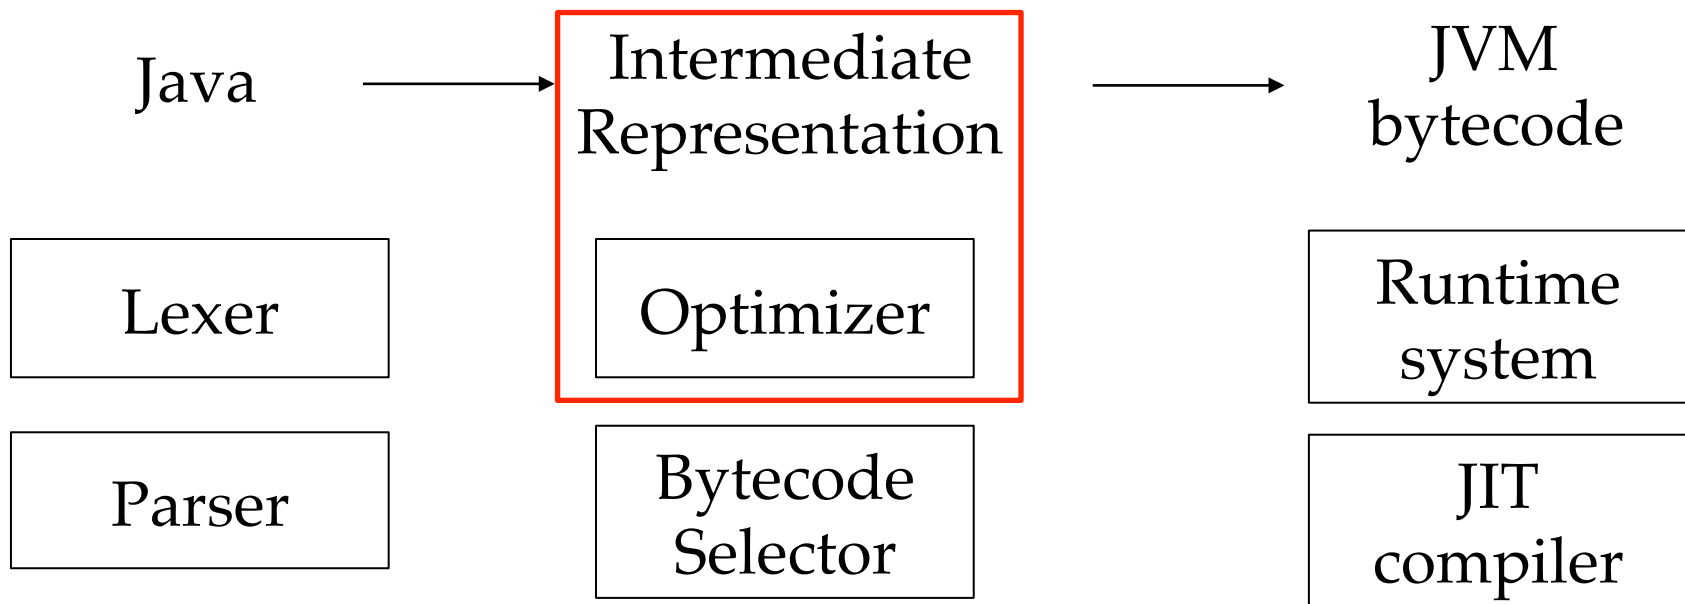 Java
Intermediate
Representation
JVM
bytecode
Lexer
Optimizer
Runtime
system
Parser
Bytecode
Selector
JIT
compiler